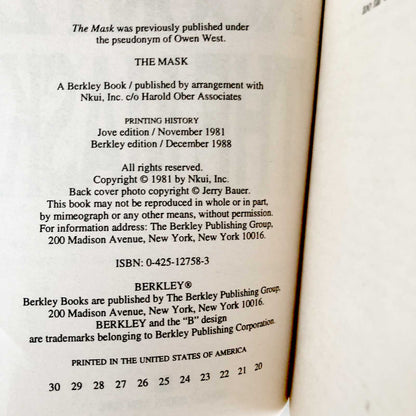 The Mask was previously published under
the pseudonym of Owen West.
THE MASK
A Berkley Book / published by arrangement with
Nkui, Inc. c/o Harold Ober Associates
PRINTING HISTORY
Jove edition / November 1981
Berkley edition / December 1988
All rights reserved.
Copyright © 1981 by Nkui, Inc.
Back cover photo copyright © Jerry Bauer.
This book may not be reproduced in whole or in part,
by mimeograph or any other means, without permission.
For information address: The Berkley Publishing Group,
200 Madison Avenue, New York, New York 10016.
ISBN: 0-425-12758-3
BERKLEY®
Berkley Books are published by The Berkley Publishing Group,
200 Madison Avenue, New York, New York 10016.
BERKLEY and the "B" design
are trademarks belonging to Berkley Publishing Corporation.
PRINTED IN THE UNITED STATES OF AMERICA
30 29 28 27 26 25 24 23 22 21 20